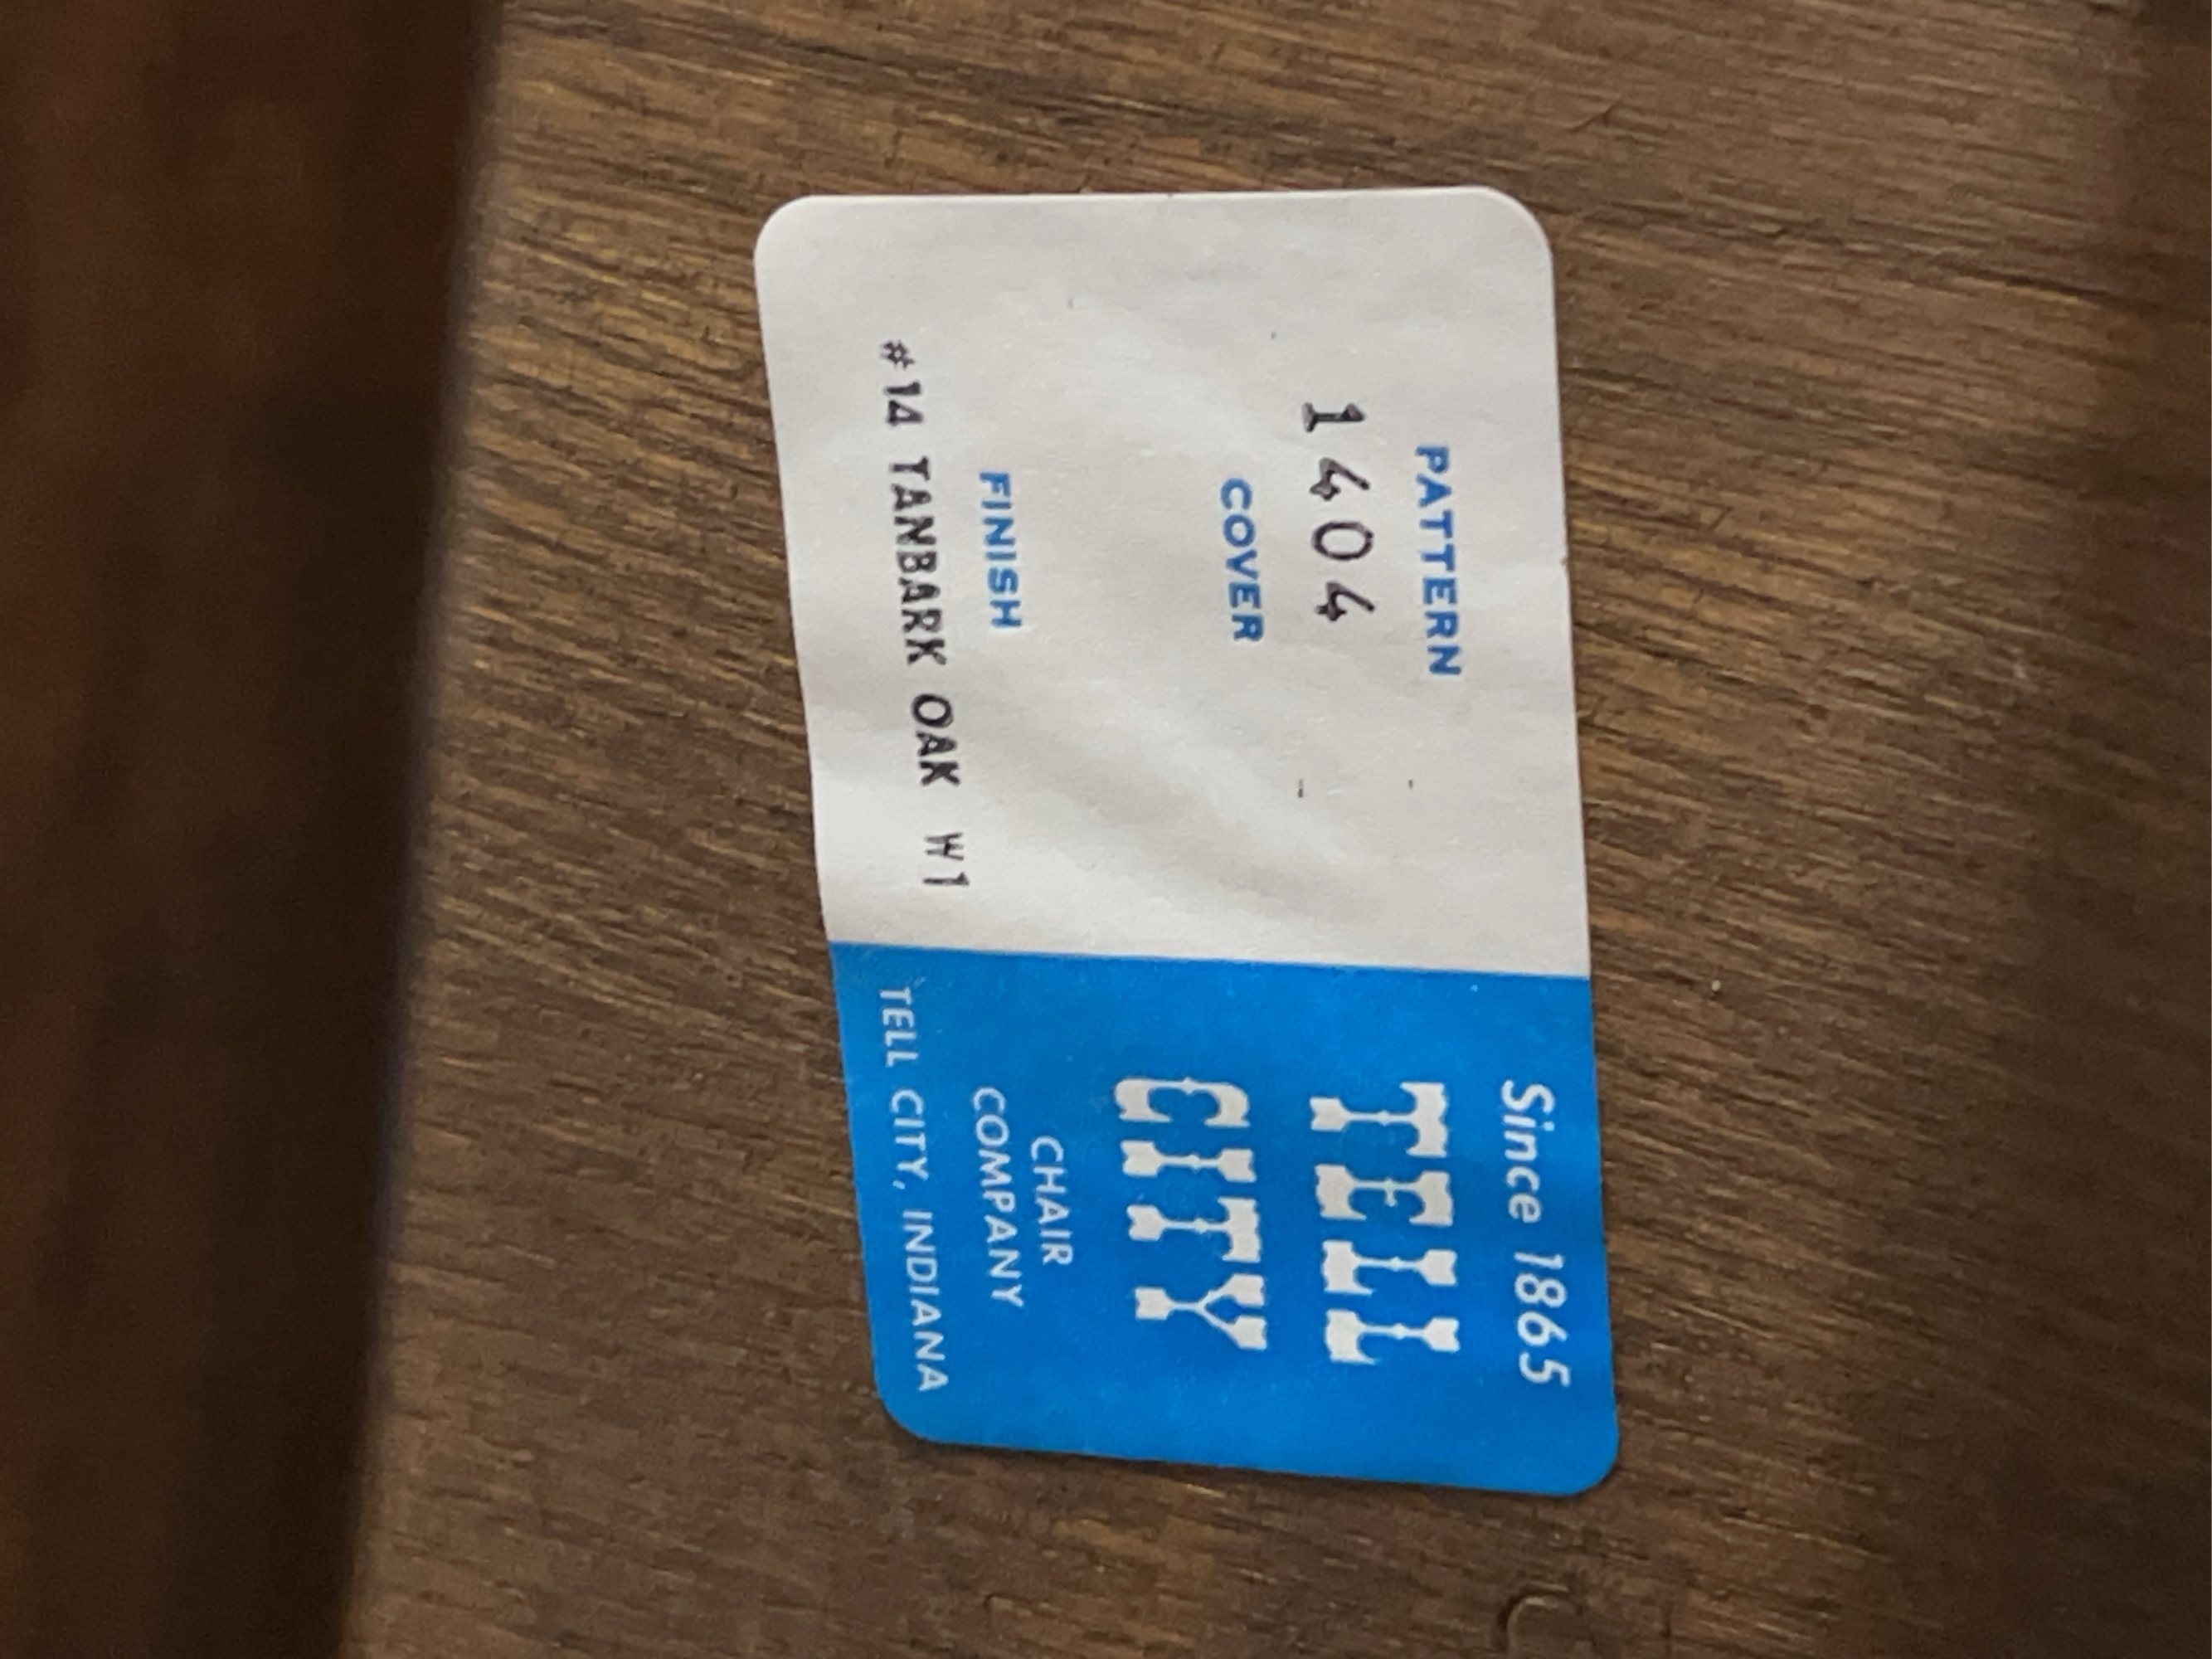 PATTERN
1404
COVER
FINISH
#14 TANBARK OAK W1
Since 1865
TELL
CITY
CHAIR
COMPANY
TELL CITY, INDIANA